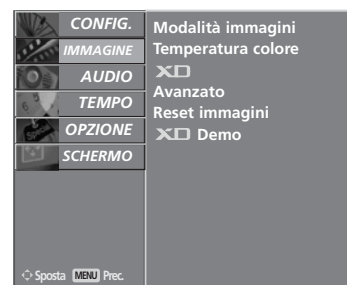 CONFIG.
IMMAGINE
AUDIO
TEMPO
OPZIONE
SCHERMO
Modalità immagini
Temperatura colore
XD
Avanzato
Reset immagini
XD Demo
Sposta MENU Prec.